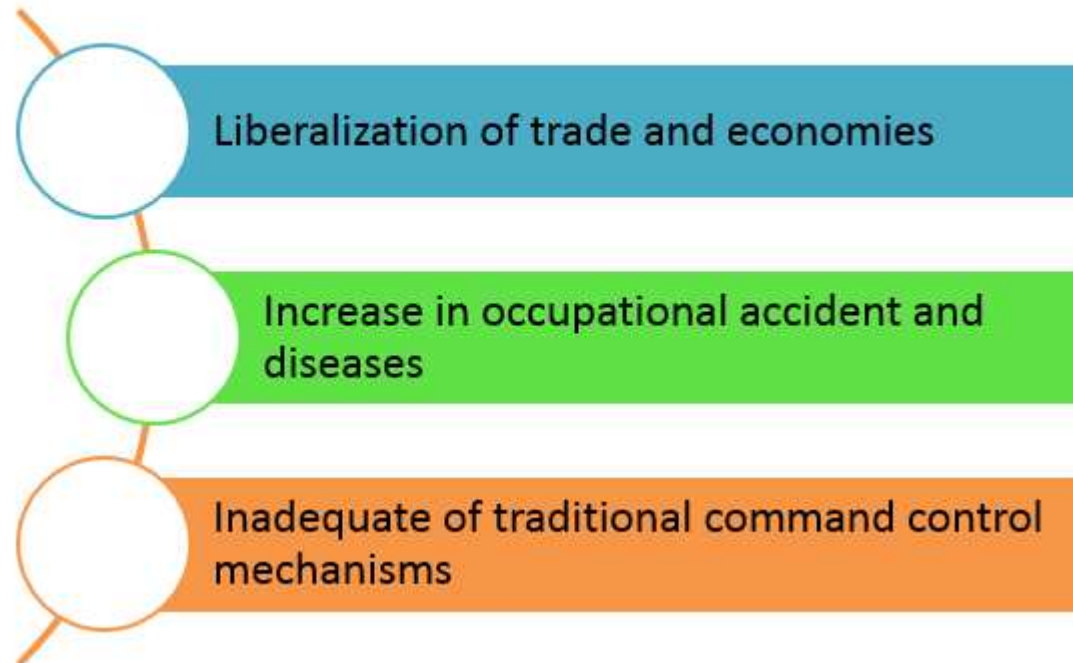 Liberalization of trade and economies
Increase in occupational accident and
diseases
Inadequate of traditional command control
mechanisms